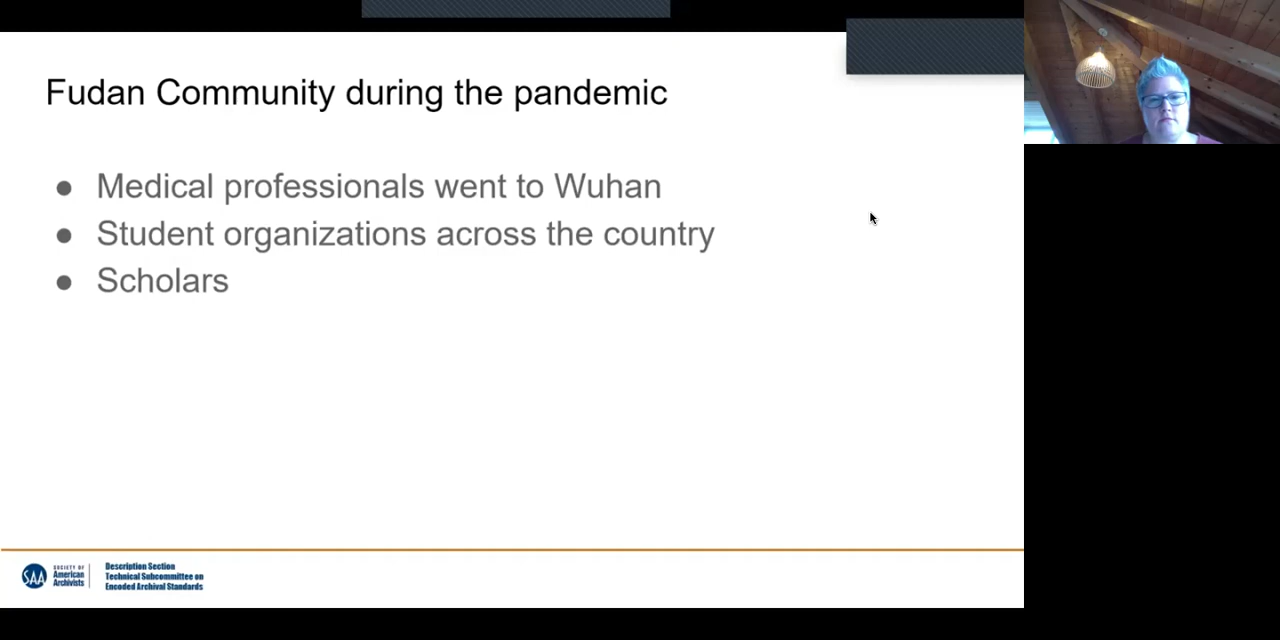 Fudan Community during the pandemic
● Medical professionals went to Wuhan
● Student organizations across the country
● Scholars
SAA
SOCIETY OF
American
Archivists
Description Section
Technical Subcommittee on
Encoded Archival Standards